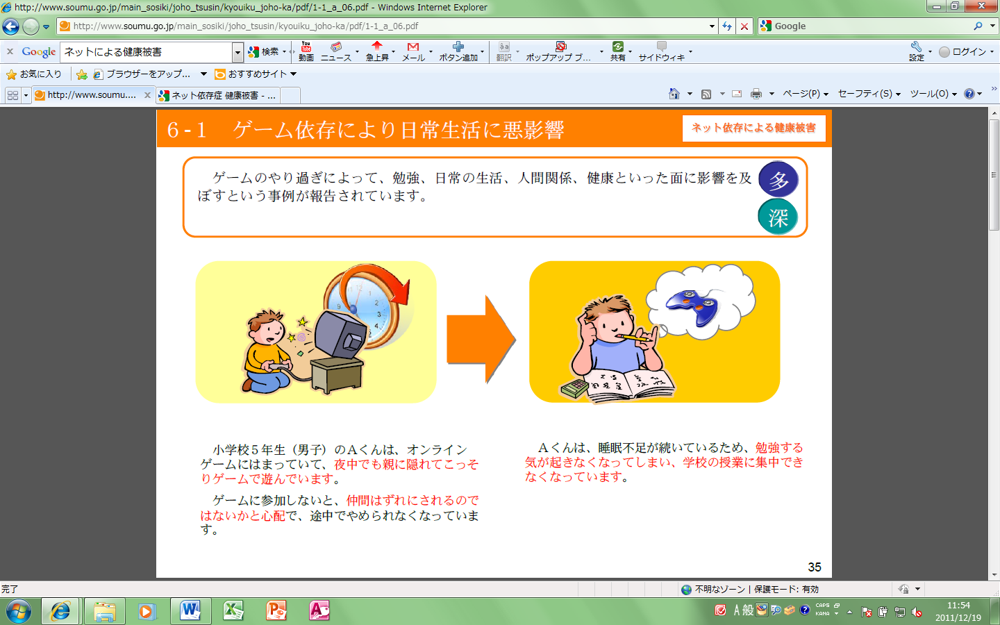 http://www.soumu.go.jp/main_sosiki/joho_tsusin/kyouiku_joho-ka/pdf/1-1_a_06.pdf - Windows Internet Explorer
http://www.soumu.go.jp/main_sosiki/joho_tsusin/kyouiku_joho-ka/pdf/1-1_a_06.pdf
Google
Google ネットによる健康被害 検索 動画 ニュース 急上昇 メール ボタン追加 翻訳 ポップアップ ブ... 共有 サイドウィキ 設定 ログイン
お気に入り ブラウザーをアップ... おすすめサイト
http://www.soumu.... ネット依存症 健康被害 - ... ページ(P) セーフティ(S) ツール(O)
6-1 ゲーム依存により日常生活に悪影響
ネット依存による健康被害
ゲームのやり過ぎによって、勉強、日常の生活、人間関係、健康といった面に影響を及
ぼすという事例が報告されています。
多
深
小学校5年生（男子）のAくんは、オンライン
ゲームにはまっていて、夜中でも親に隠れてこっそ
りゲームで遊んでいます。
ゲームに参加しないと、仲間はずれにされるので
はないかと心配で、途中でやめられなくなっていま
す。
Aくんは、睡眠不足が続いているため、勉強する
気が起きなくなってしまい、学校の授業に集中でき
なくなっています。
35
完了
不明なゾーン | 保護モード: 有効
A 般
CAPS
KANA
11:54
2011/12/19